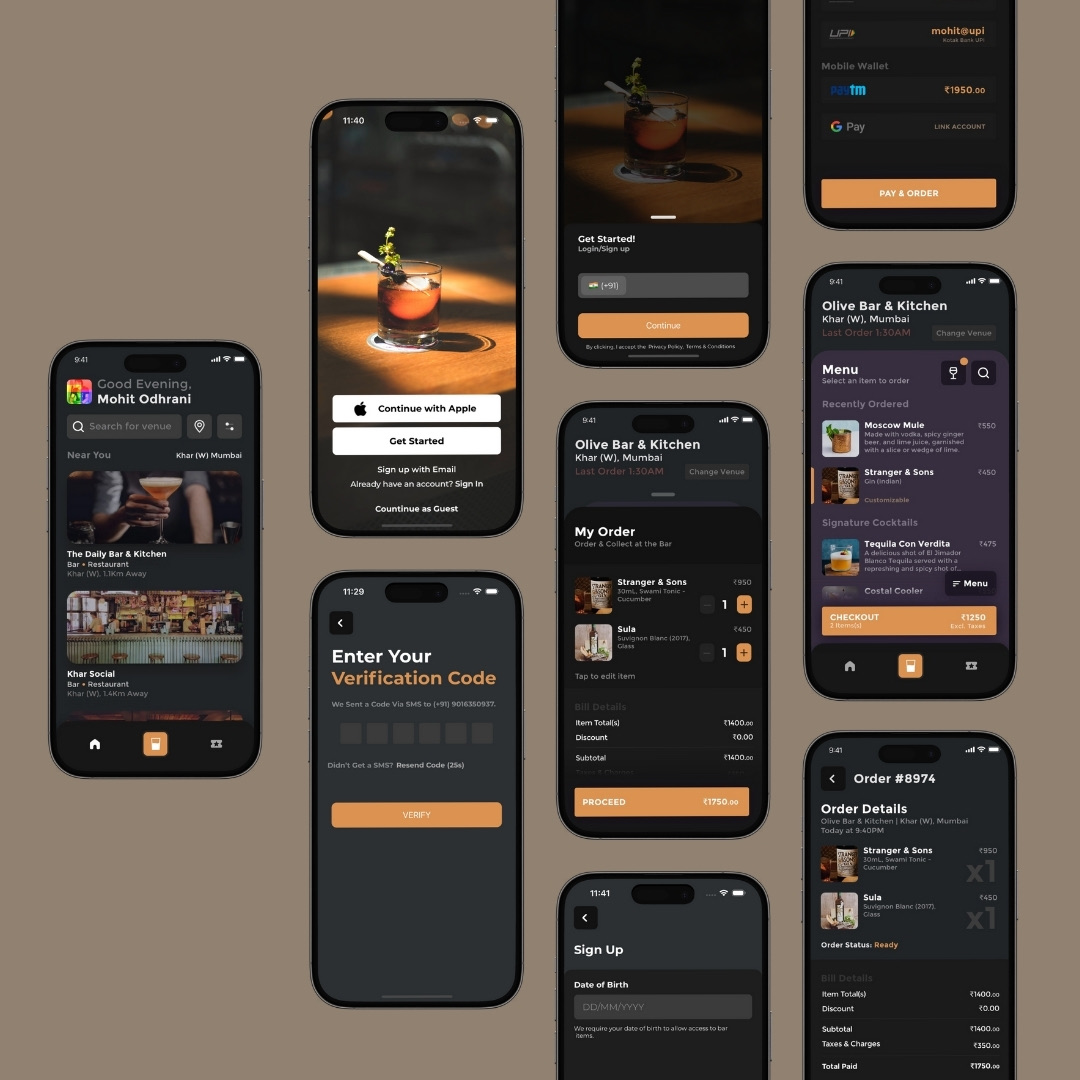 9:41
Good Evening,
Mohit Odhrani
Search for venue
Near You
Khar (W) Mumbai
The Daily Bar & Kitchen
Bar • Restaurant
Khar (W), 1.1Km Away
Khar Social
Bar • Restaurant
Khar (W), 1.4Km Away
11:40
Continue with Apple
Get Started
Sign up with Email
Already have an account? Sign In
Countinue as Guest
11:29
Enter Your
Verification Code
We Sent a Code Via SMS to (+91) 9016350937.
Didn't Get a SMS? Resend Code (25s)
VERIFY
Get Started!
Login/Sign up
(+91)
Continue
By clicking, I accept the Privacy Policy, Terms & Conditions
9:41
Olive Bar & Kitchen
Khar (W), Mumbai
Last Order 1:30AM
Change Venue
My Order
Order & Collect at the Bar
Stranger & Sons
₹950
30mL, Swami Tonic -
Cucumber
1
Sula
₹450
Suvignon Blanc (2017),
Glass
1
Tap to edit item
Bill Details
Item Total(s)
₹1400.00
Discount
₹0.00
Subtotal
₹1400.00
Taxes & Charges
PROCEED
₹1750.00
11:41
Sign Up
Date of Birth
DD/MM/YYYY
We require your date of birth to allow access to bar
items.
UPI
mohit@upi
Kotak Bank UPI
Mobile Wallet
paytm
₹1950.00
G Pay
LINK ACCOUNT
PAY & ORDER
9:41
Olive Bar & Kitchen
Khar (W), Mumbai
Last Order 1:30AM
Change Venue
Menu
Select an item to order
Recently Ordered
Moscow Mule
₹550
Made with vodka, spicy ginger
beer, and lime juice, garnished
with a slice or wedge of lime.
Stranger & Sons
₹450
Gin (Indian)
Customizable
Signature Cocktails
Tequila Con Verdita
₹475
A delicious shot of El Jimador
Blanco Tequila served with a
refreshing and spicy shot of...
Costal Cooler
Menu
CHECKOUT
₹1250
2 Items(s)
Excl. Taxes
9:41
Order #8974
Order Details
Olive Bar & Kitchen | Khar (W), Mumbai
Today at 9:40PM
Stranger & Sons
₹950
30mL, Swami Tonic -
Cucumber
x1
Sula
₹450
Suvignon Blanc (2017),
Glass
x1
Order Status: Ready
Bill Details
Item Total(s)
₹1400.00
Discount
₹0.00
Subtotal
₹1400.00
Taxes & Charges
₹350.00
Total Paid
₹1750.00